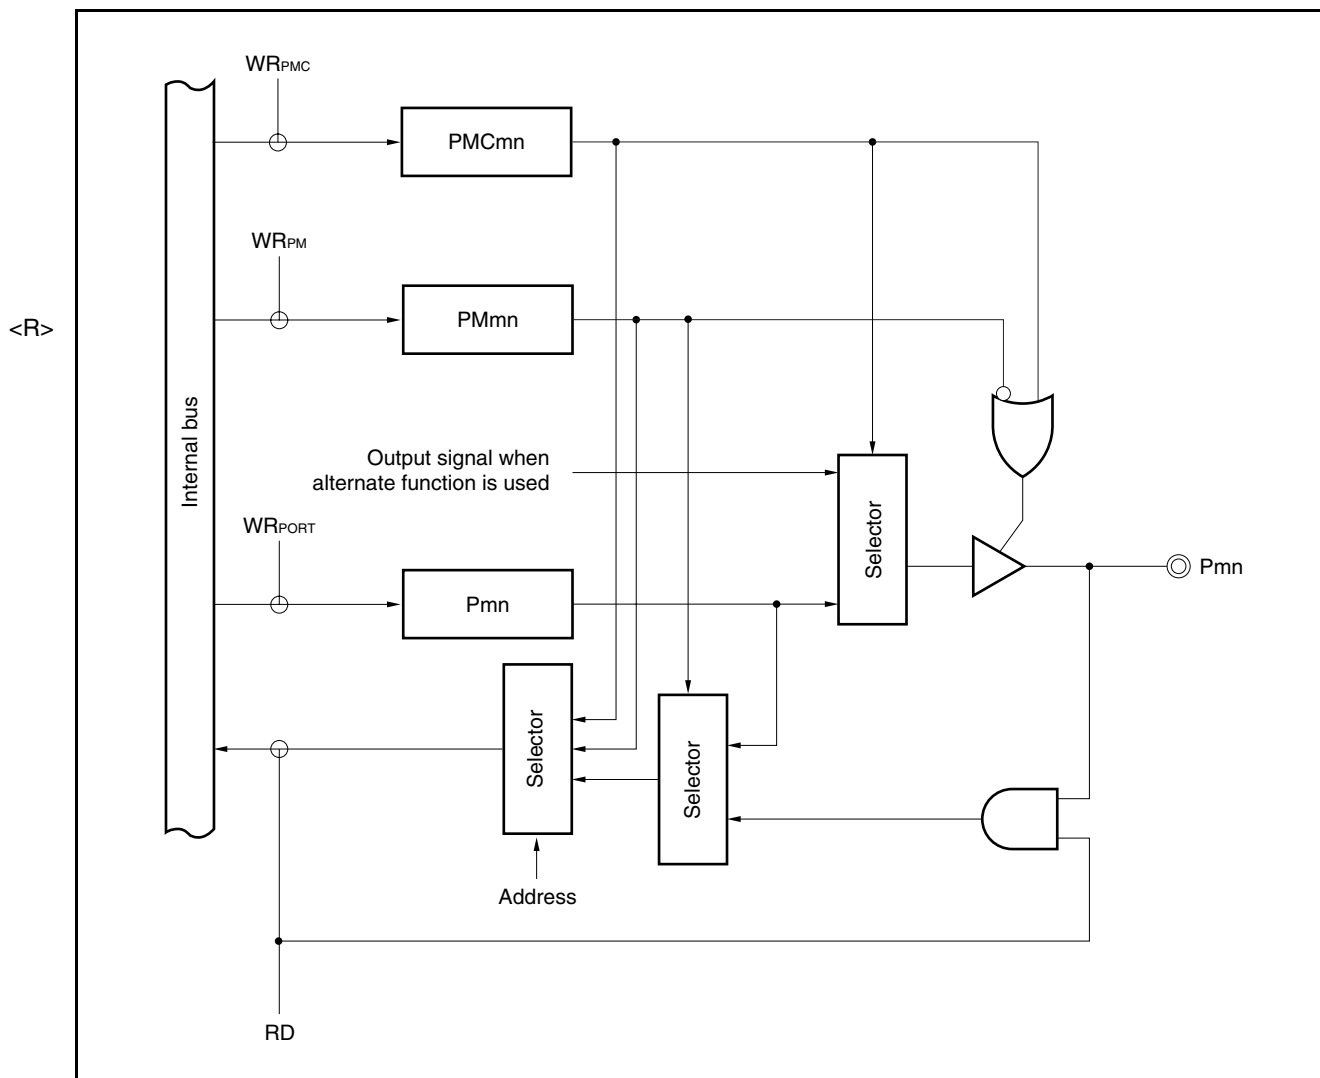 WRPMC
PMCmn
WRPM
<R>
PMmn
Internal bus
Output signal when
alternate function is used
Selector
WRPORT
Pmn
Pmn
Selector
Selector
Address
RD